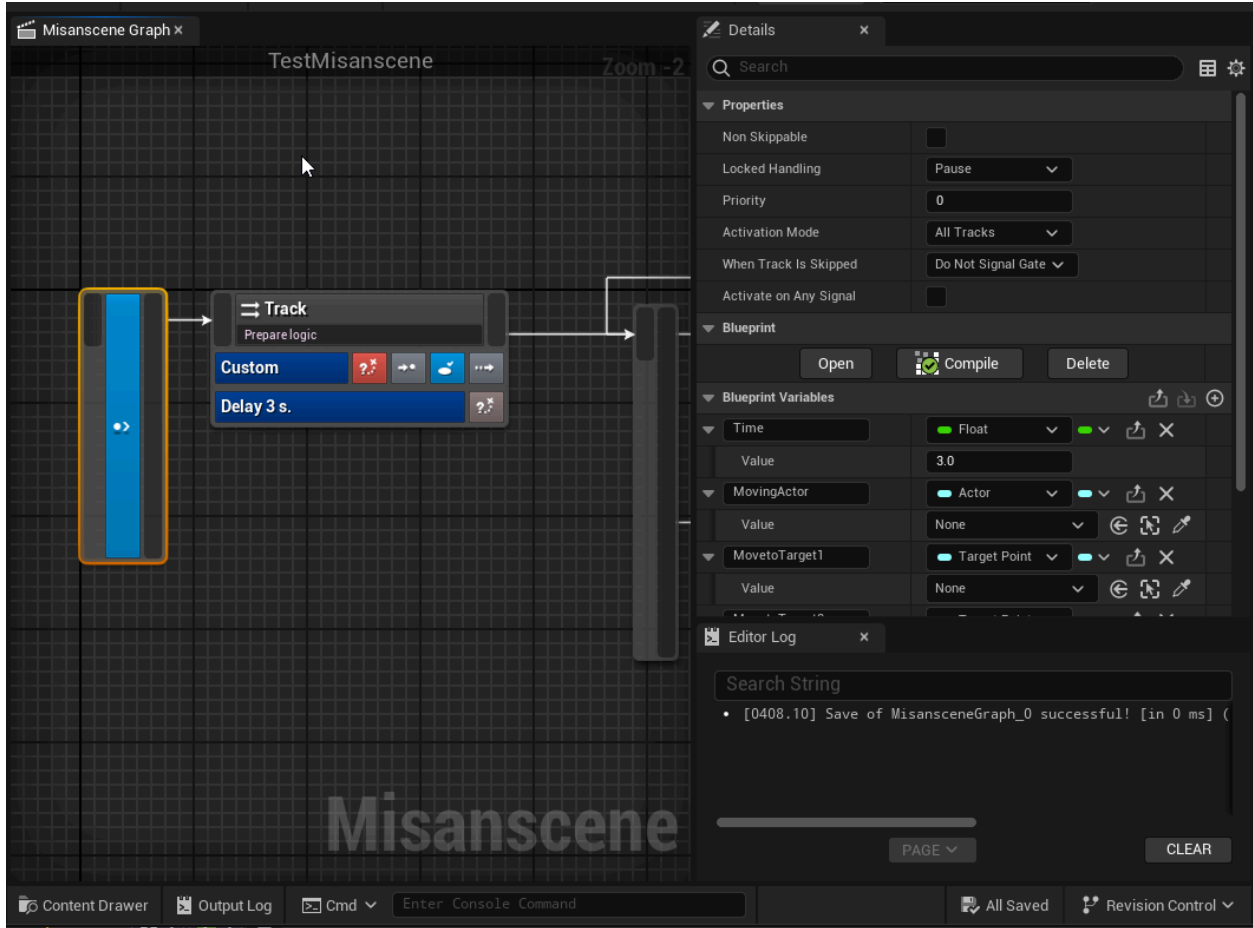 Misanscene Graph
TestMisanscene
Zoom -2
Track
Prepare logic
Custom
Delay 3 s.
Misanscene
Details
Search
Properties
Non Skippable
Locked Handling Pause
Priority 0
Activation Mode All Tracks
When Track Is Skipped Do Not Signal Gate
Activate on Any Signal
Blueprint
Open Compile Delete
Blueprint Variables
Time Float
Value 3.0
MovingActor Actor
Value None
MovetoTarget1 Target Point
Value None
Editor Log
Search String
[0408.10] Save of MisansceneGraph_0 successful! [in 0 ms] (
PAGE
CLEAR
Content Drawer Output Log Cmd Enter Console Command All Saved Revision Control